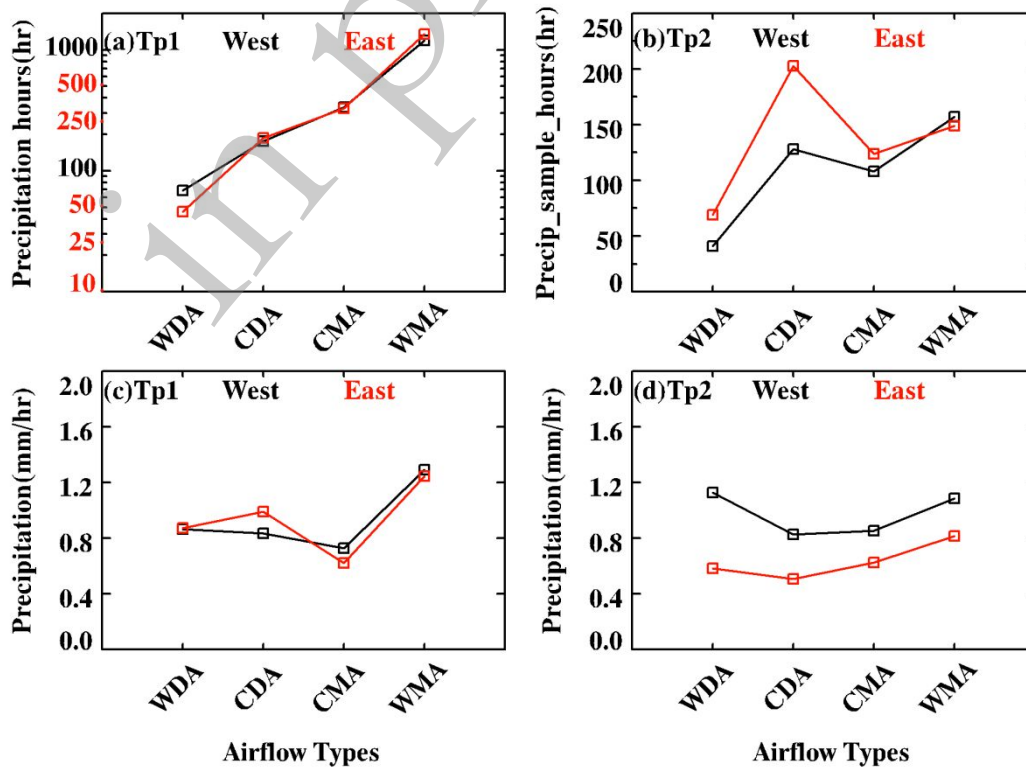 Precipitation hours(hr)
(a)Tp1 West East
1000
500
250
100
50
25
10
WDA CDA CMA WMA
Precip_sample_hours(hr)
(b)Tp2 West East
250
200
150
100
50
0
WDA CDA CMA WMA
Precipitation(mm/hr)
(c)Tp1 West East
2.0
1.6
1.2
0.8
0.4
0.0
WDA CDA CMA WMA
Airflow Types
Precipitation(mm/hr)
(d)Tp2 West East
2.0
1.6
1.2
0.8
0.4
0.0
WDA CDA CMA WMA
Airflow Types
in p